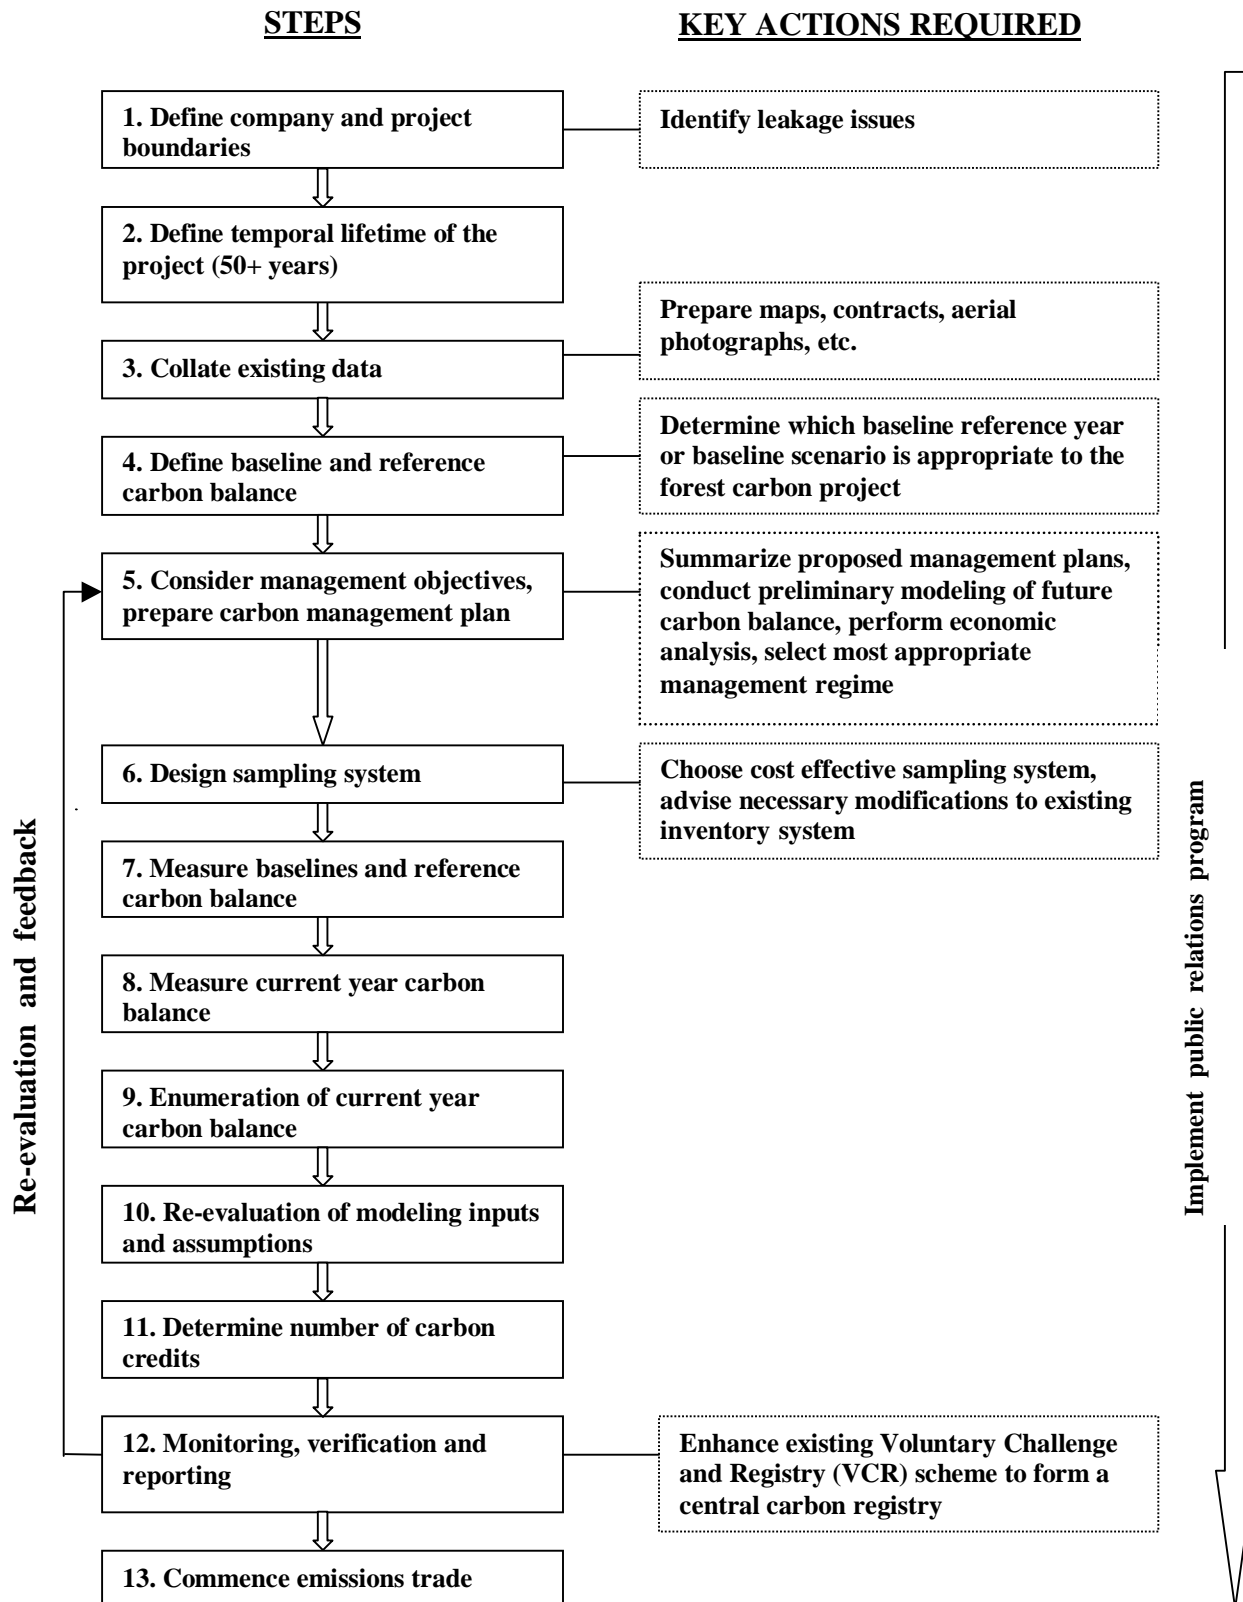 STEPS
KEY ACTIONS REQUIRED
1. Define company and project
boundaries
Identify leakage issues
2. Define temporal lifetime of the
project (50+ years)
Prepare maps, contracts, aerial
photographs, etc.
3. Collate existing data
Determine which baseline reference year
or baseline scenario is appropriate to the
forest carbon project
4. Define baseline and reference
carbon balance
5. Consider management objectives,
prepare carbon management plan
Summarize proposed management plans,
conduct preliminary modeling of future
carbon balance, perform economic
analysis, select most appropriate
management regime
6. Design sampling system
Choose cost effective sampling system,
advise necessary modifications to existing
inventory system
7. Measure baselines and reference
carbon balance
8. Measure current year carbon
balance
9. Enumeration of current year
carbon balance
10. Re-evaluation of modeling inputs
and assumptions
11. Determine number of carbon
credits
12. Monitoring, verification and
reporting
Enhance existing Voluntary Challenge
and Registry (VCR) scheme to form a
central carbon registry
13. Commence emissions trade
Re-evaluation and feedback
Implement public relations program